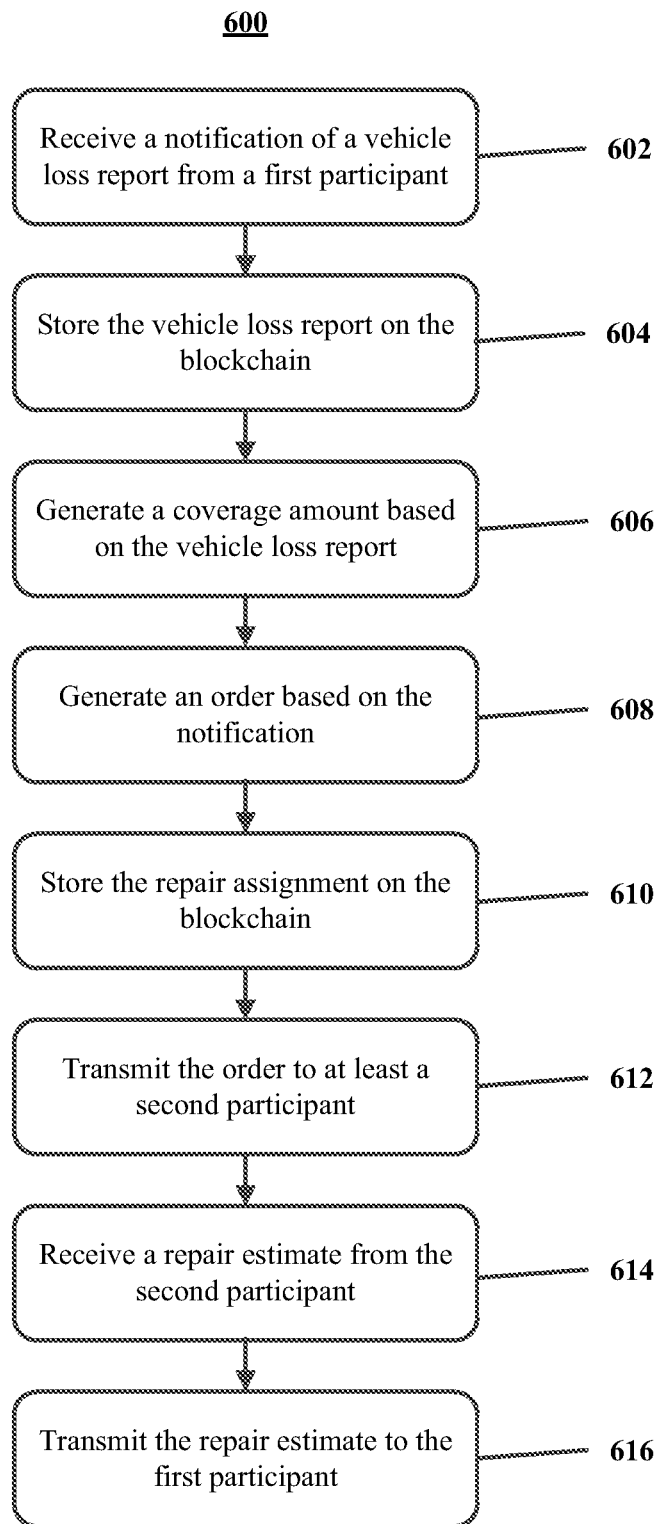 600
Receive a notification of a vehicle
loss report from a first participant
602
Store the vehicle loss report on the
blockchain
604
Generate a coverage amount based
on the vehicle loss report
606
Generate an order based on the
notification
608
Store the repair assignment on the
blockchain
610
Transmit the order to at least a
second participant
612
Receive a repair estimate from the
second participant
614
Transmit the repair estimate to the
first participant
616